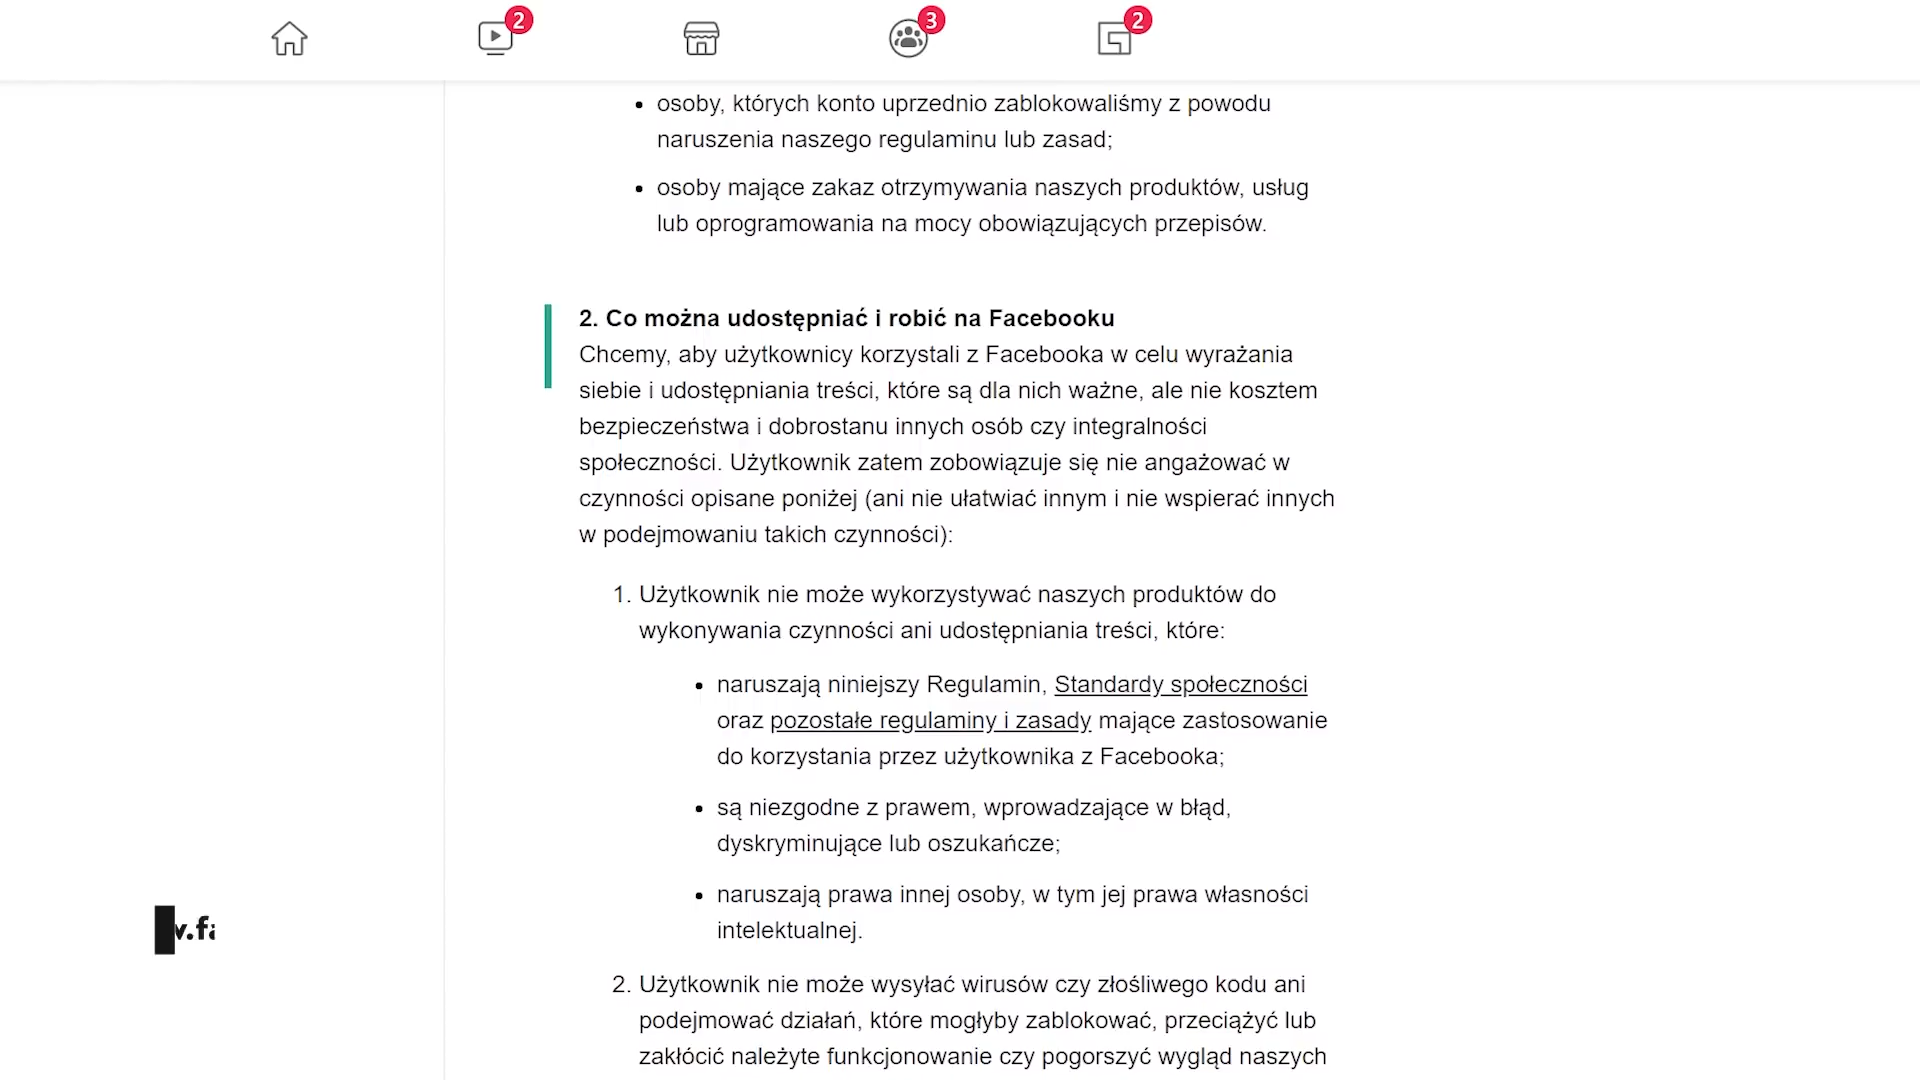 2
3
2
osoby, których konto uprzednio zablokowaliśmy z powodu
naruszenia naszego regulaminu lub zasad;
osoby mające zakaz otrzymywania naszych produktów, usług
lub oprogramowania na mocy obowiązujących przepisów.
2. Co można udostępniać i robić na Facebooku
Chcemy, aby użytkownicy korzystali z Facebooka w celu wyrażania
siebie i udostępniania treści, które są dla nich ważne, ale nie kosztem
bezpieczeństwa i dobrostanu innych osób czy integralności
społeczności. Użytkownik zatem zobowiązuje się nie angażować w
czynności opisane poniżej (ani nie ułatwiać innym i nie wspierać innych
w podejmowaniu takich czynności):
1. Użytkownik nie może wykorzystywać naszych produktów do
wykonywania czynności ani udostępniania treści, które:
naruszają niniejszy Regulamin, Standardy społeczności
oraz pozostałe regulaminy i zasady mające zastosowanie
do korzystania przez użytkownika z Facebooka;
są niezgodne z prawem, wprowadzające w błąd,
dyskryminujące lub oszukańcze;
naruszają prawa innej osoby, w tym jej prawa własności
intelektualnej.
2. Użytkownik nie może wysyłać wirusów czy złośliwego kodu ani
podejmować działań, które mogłyby zablokować, przeciążyć lub
zakłócić należyte funkcjonowanie czy pogorszyć wygląd naszych